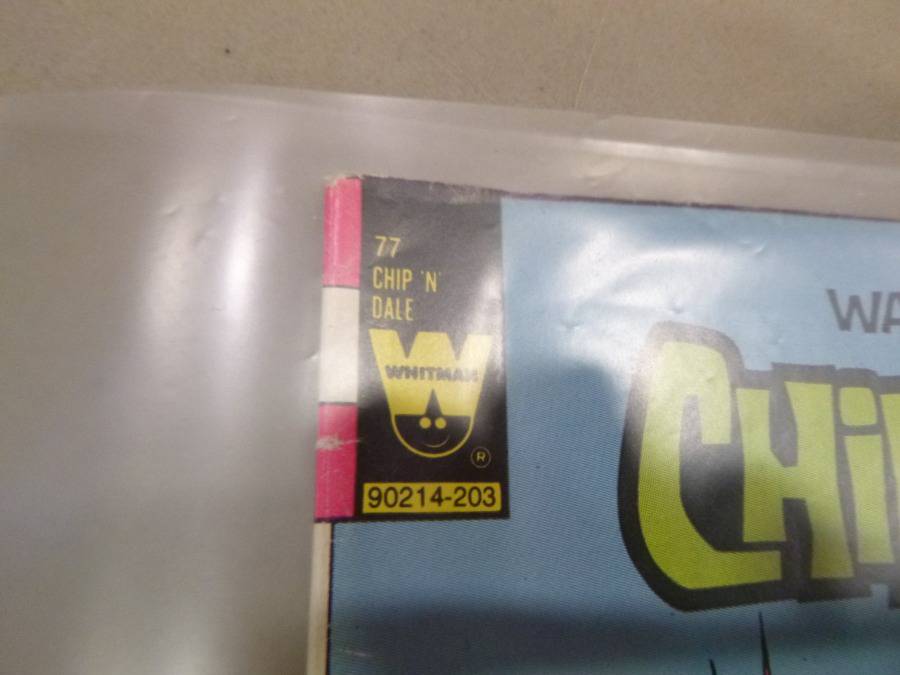 77
CHIP 'N'
DALE
WHITMAN
®
90214-203
WA
CHI